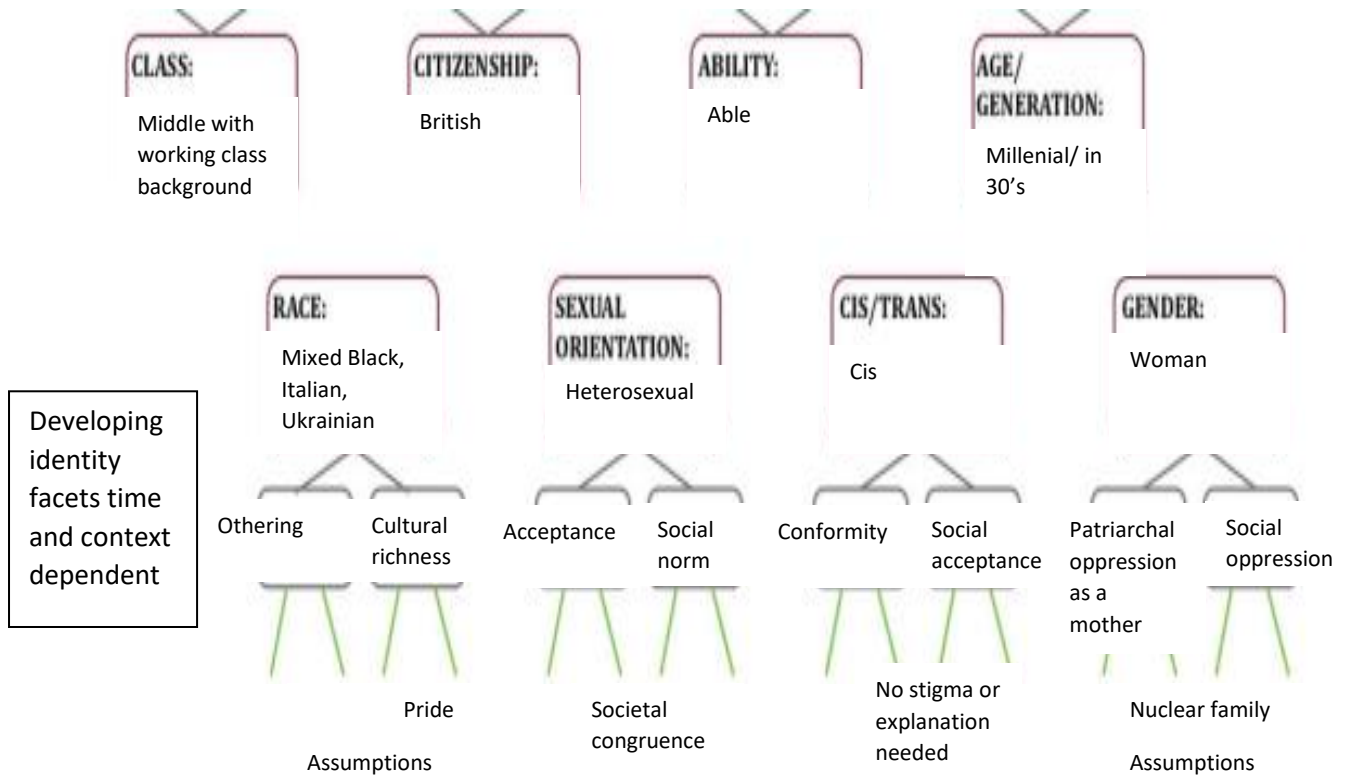 CLASS:
Middle with
working class
background
CITIZENSHIP:
British
ABILITY:
Able
AGE/
GENERATION:
Millenial/ in
30’s
RACE:
Mixed Black,
Italian,
Ukrainian
SEXUAL
ORIENTATION:
Heterosexual
CIS/TRANS:
Cis
GENDER:
Woman
Developing
identity
facets time
and context
dependent
Othering
Cultural
richness
Acceptance
Social
norm
Conformity
Social
acceptance
Patriarchal
oppression
as a
mother
Social
oppression
Pride
Assumptions
Societal
congruence
No stigma or
explanation
needed
Nuclear family
Assumptions